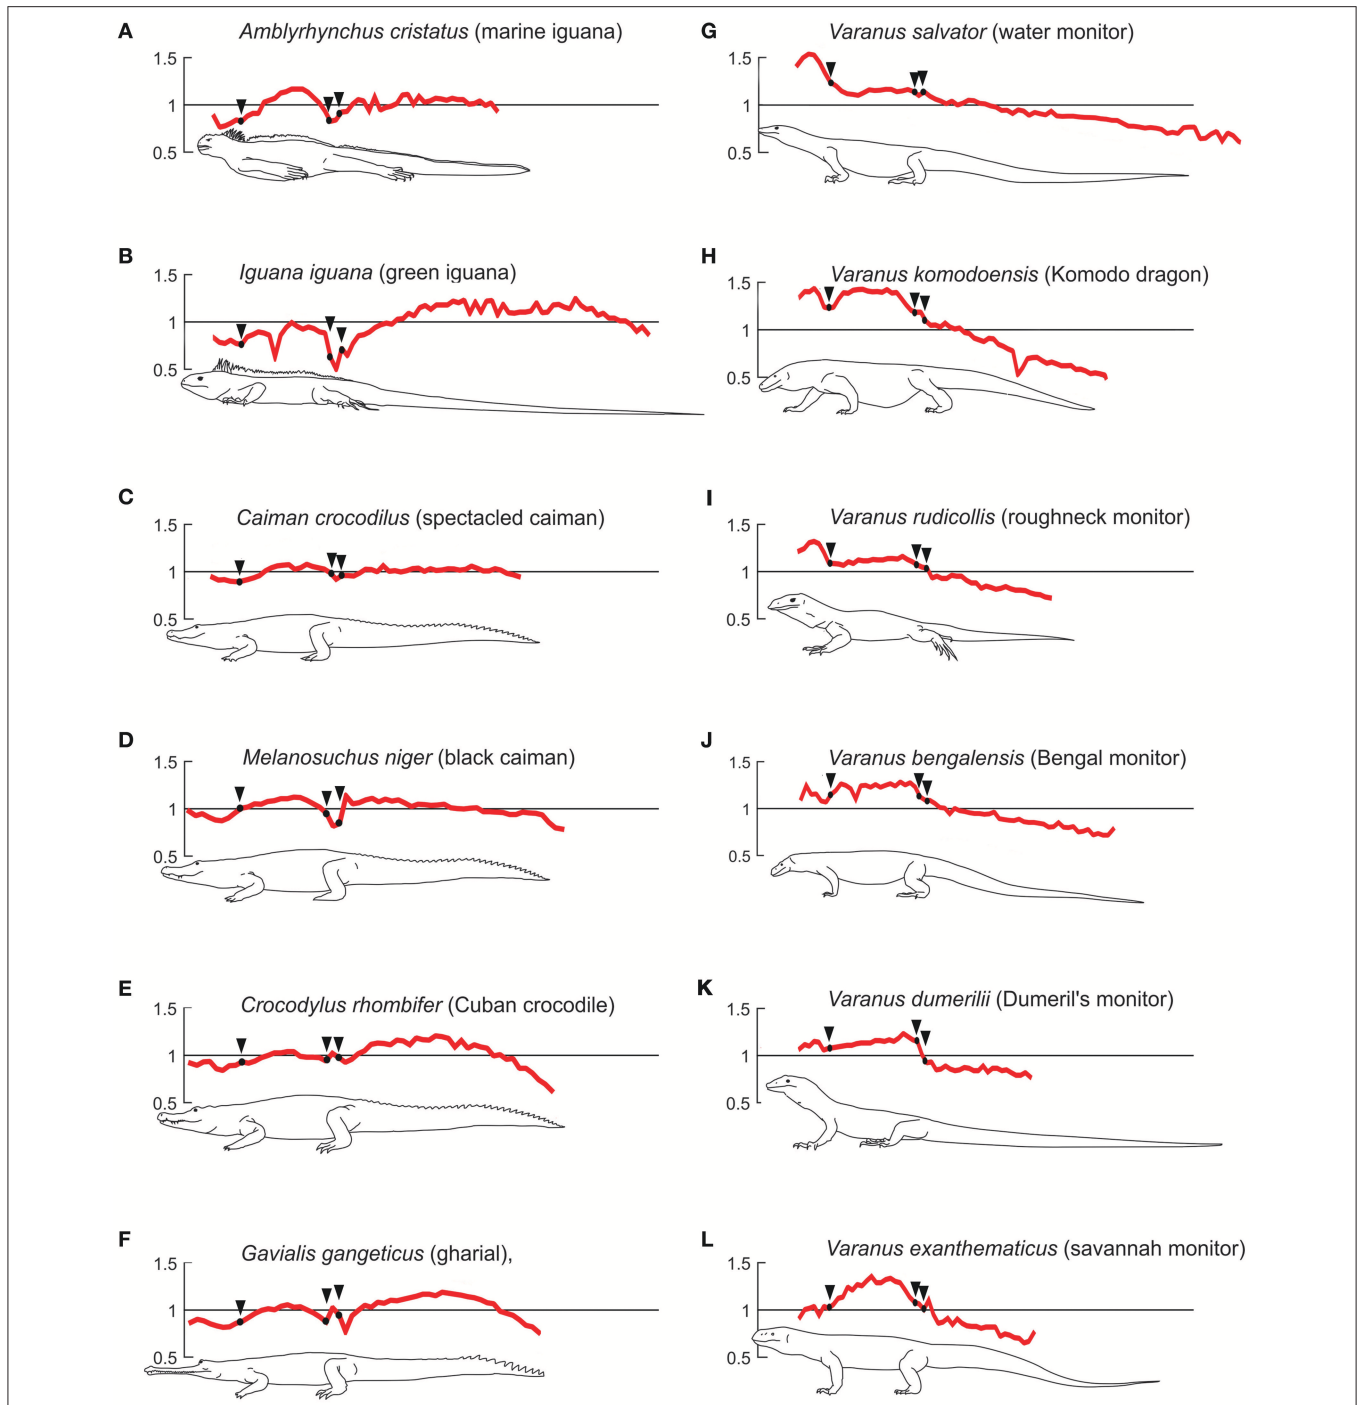 A
Amblyrhynchus cristatus (marine iguana)
1.5
1
0.5
B
Iguana iguana (green iguana)
1.5
1
0.5
C
Caiman crocodilus (spectacled caiman)
1.5
1
0.5
D
Melanosuchus niger (black caiman)
1.5
1
0.5
E
Crocodylus rhombifer (Cuban crocodile)
1.5
1
0.5
F
Gavialis gangeticus (gharial),
1.5
1
0.5
G
Varanus salvator (water monitor)
1.5
1
0.5
H
Varanus komodoensis (Komodo dragon)
1.5
1
0.5
I
Varanus rudicollis (roughneck monitor)
1.5
1
0.5
J
Varanus bengalensis (Bengal monitor)
1.5
1
0.5
K
Varanus dumerilii (Dumeril's monitor)
1.5
1
0.5
L
Varanus exanthematicus (savannah monitor)
1.5
1
0.5